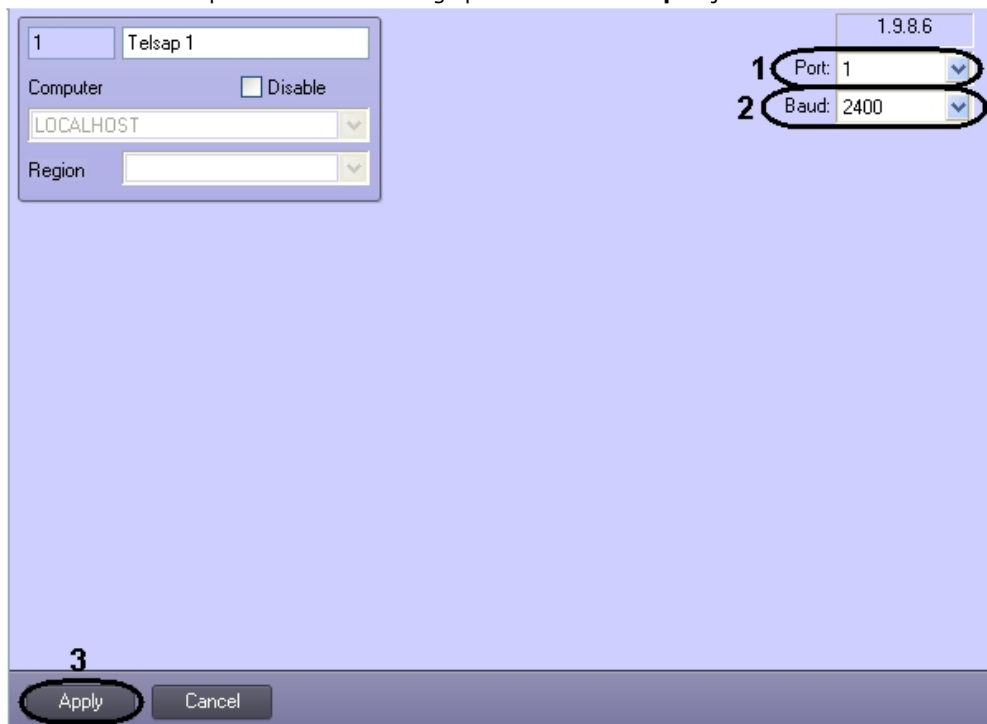 1 Telsap 1
Computer Disable
LOCALHOST
Region
1.9.8.6
1 Port: 1
2 Baud: 2400
3
Apply Cancel